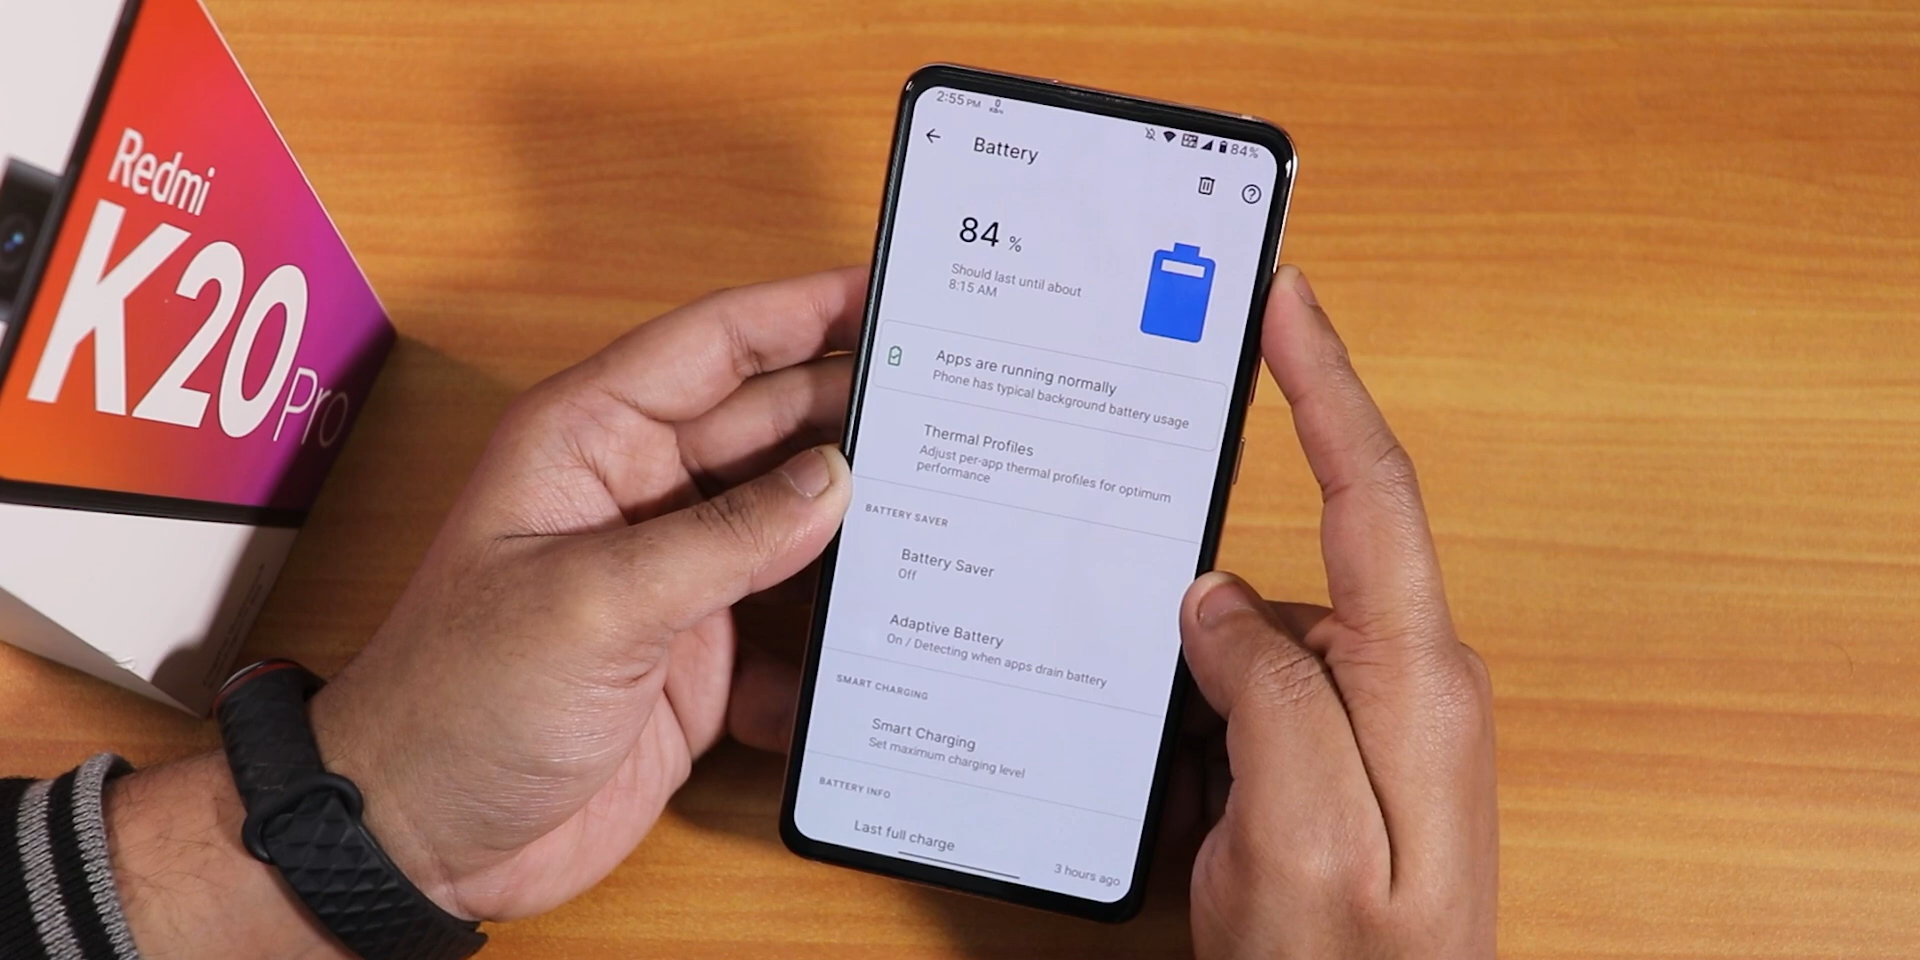 Redmi
K20 Pro
2:55 PM
0
KB/s
84%
Battery
84 %
Should last until about
8:15 AM
Apps are running normally
Phone has typical background battery usage
Thermal Profiles
Adjust per-app thermal profiles for optimum
performance
BATTERY SAVER
Battery Saver
Off
Adaptive Battery
On / Detecting when apps drain battery
SMART CHARGING
Smart Charging
Set maximum charging level
BATTERY INFO
Last full charge
3 hours ago